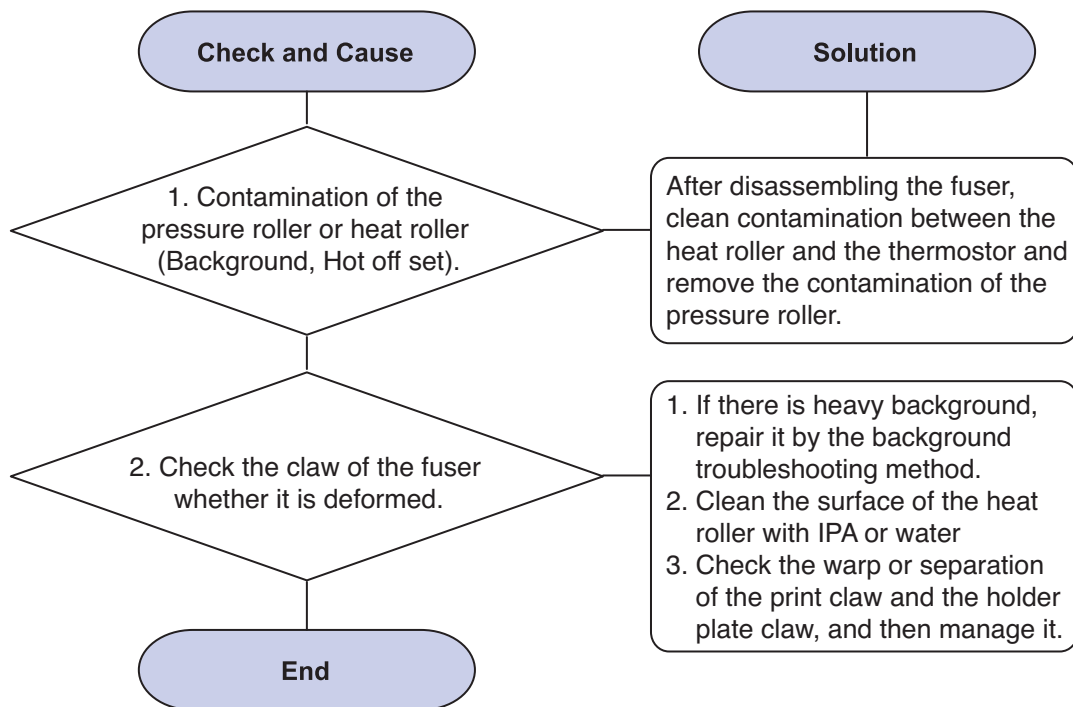 Check and Cause
Solution
1. Contamination of the
pressure roller or heat roller
(Background, Hot off set).
After disassembling the fuser,
clean contamination between the
heat roller and the thermostor and
remove the contamination of the
pressure roller.
2. Check the claw of the fuser
whether it is deformed.
1. If there is heavy background,
repair it by the background
troubleshooting method.
2. Clean the surface of the heat
roller with IPA or water
3. Check the warp or separation
of the print claw and the holder
plate claw, and then manage it.
End